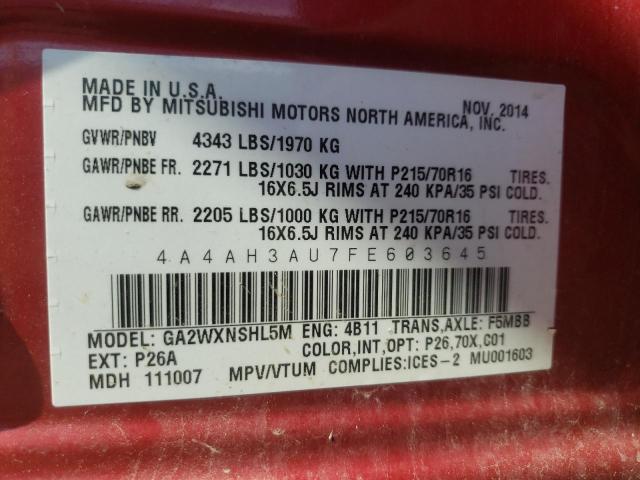 MADE IN U.S.A.
MFD BY MITSUBISHI MOTORS NORTH AMERICA, INC. NOV. 2014
GVWR/PNBV 4343 LBS/1970 KG
GAWR/PNBE FR. 2271 LBS/1030 KG WITH P215/70R16 TIRES.
16X6.5J RIMS AT 240 KPA/35 PSI COLD.
GAWR/PNBE RR. 2205 LBS/1000 KG WITH P215/70R16 TIRES.
16X6.5J RIMS AT 240 KPA/35 PSI COLD.
4A4AH3AU7FE603645
MODEL: GA2WXNSHL5M ENG: 4B11 TRANS,AXLE: F5MBB
EXT: P26A COLOR,INT,OPT: P26,70X,C01
MDH 111007 MPV/VTUM COMPLIES:ICES-2 MU001603